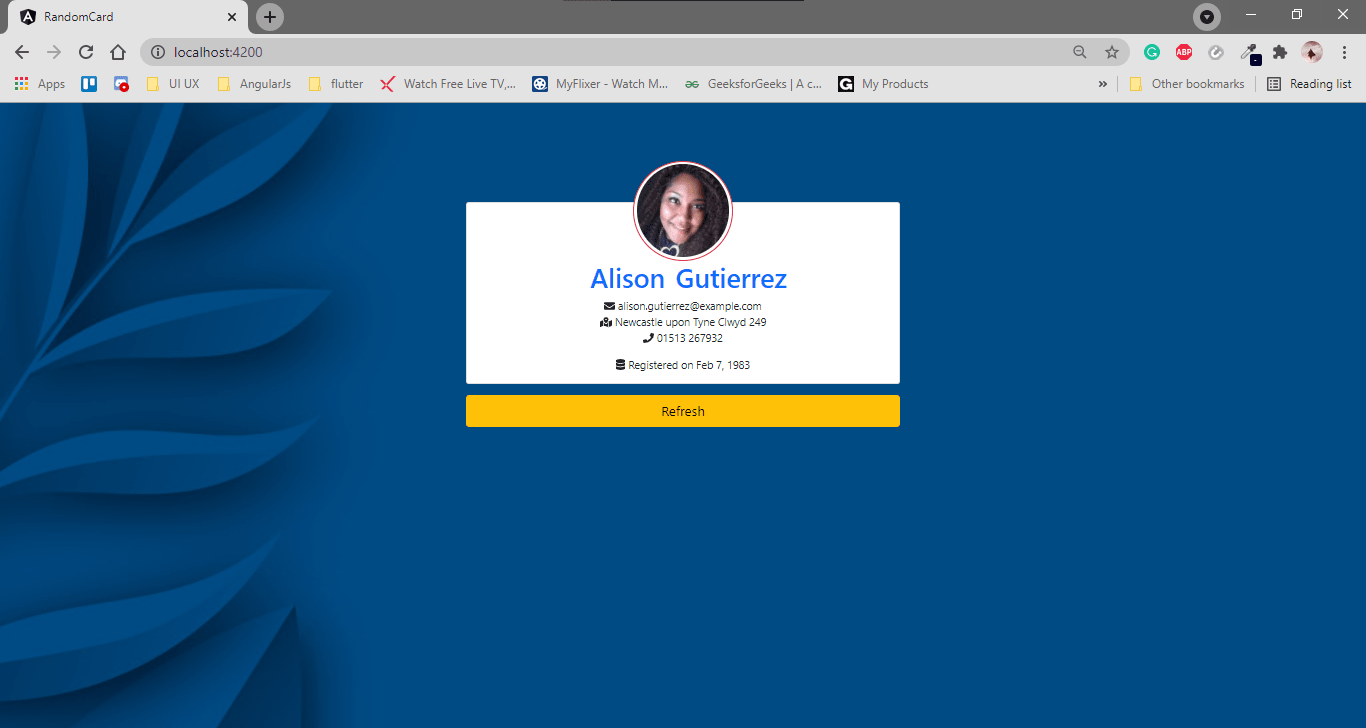 RandomCard
localhost:4200
ABP
Apps
UI UX
AngularJs
flutter
Watch Free Live TV,...
MyFlixer - Watch M...
GeeksforGeeks | A c...
My Products
»
Other bookmarks
Reading list
Alison Gutierrez
alison.gutierrez@example.com
Newcastle upon Tyne Clwyd 249
01513 267932
Registered on Feb 7, 1983
Refresh